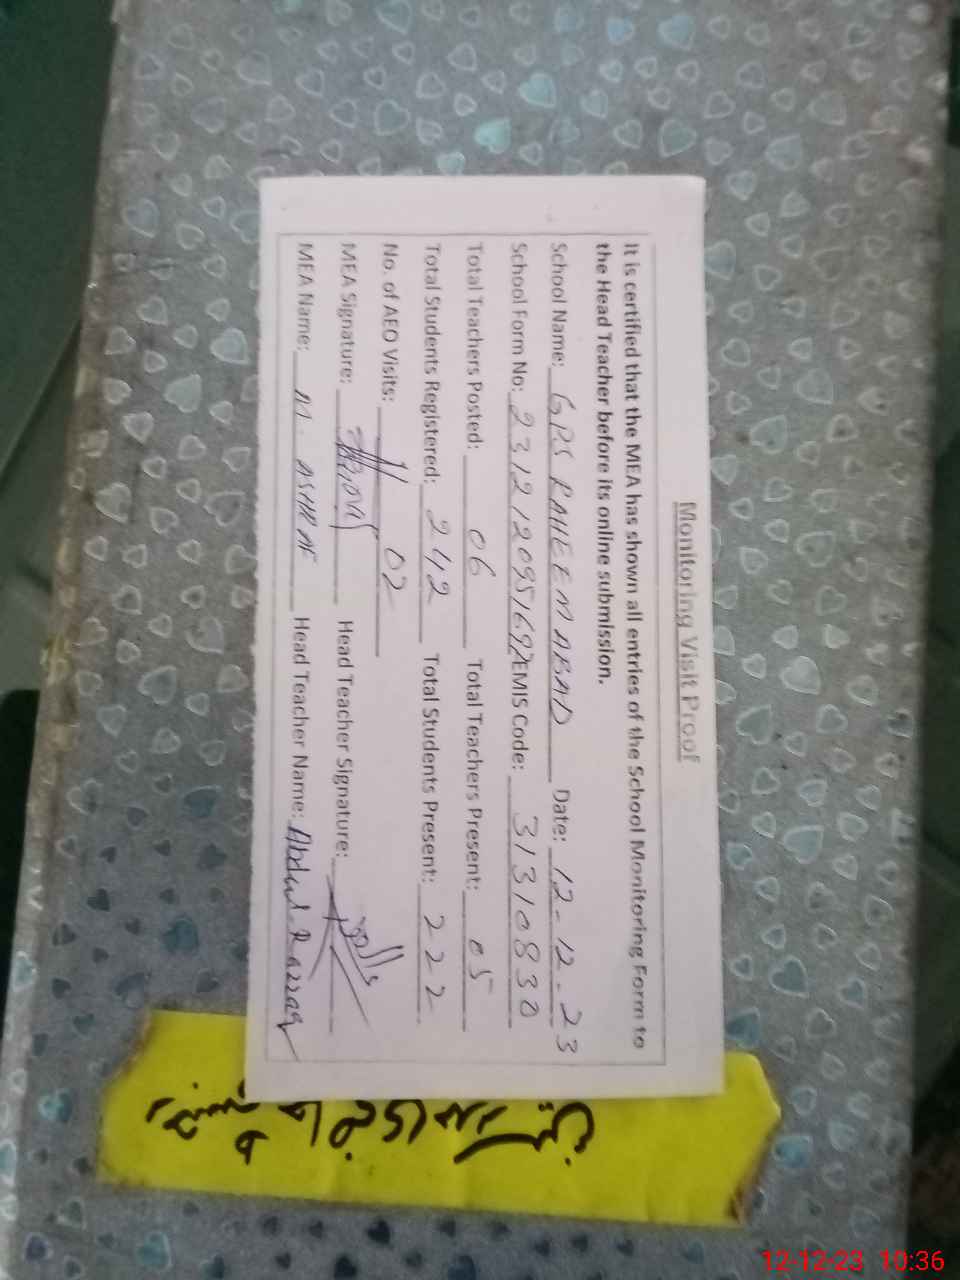 Monitoring Visit Proof
It is certified that the MEA has shown all entries of the School Monitoring Form to
the Head Teacher before its online submission.
School Name: GPS RAHEEMABAD Date: 12-12-23
School Form No: 2312120951692 EMIS Code: 31310830
Total Teachers Posted: 06 Total Teachers Present: 05
Total Students Registered: 242 Total Students Present: 222
No. of AEO Visits: 02
MEA Signature: Head Teacher Signature:
MEA Name: M. ASHRAF Head Teacher Name: Abdul Razzaq
12-12-23 10:36